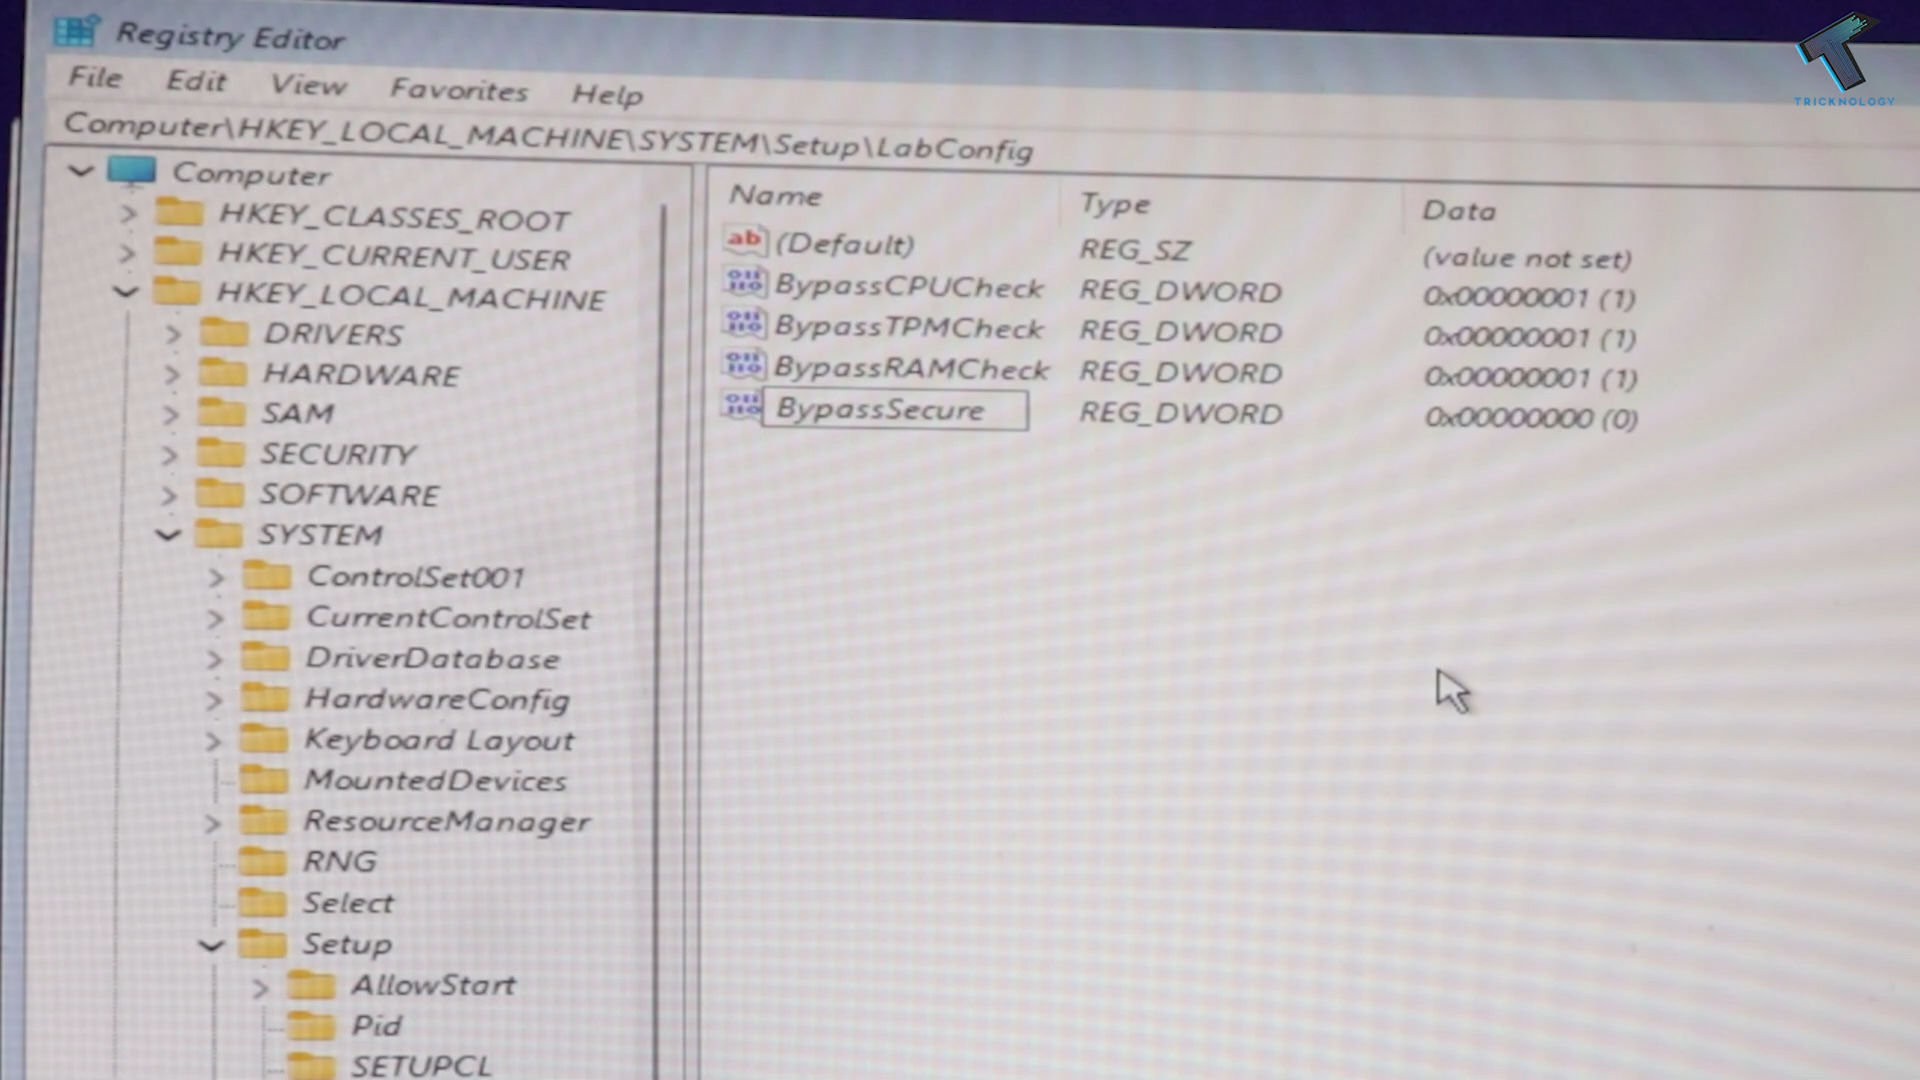 Registry Editor
TRICKNOLOGY
File Edit View Favorites Help
Computer\HKEY_LOCAL_MACHINE\SYSTEM\Setup\LabConfig
Computer
HKEY_CLASSES_ROOT
HKEY_CURRENT_USER
HKEY_LOCAL_MACHINE
DRIVERS
HARDWARE
SAM
SECURITY
SOFTWARE
SYSTEM
ControlSet001
CurrentControlSet
DriverDatabase
HardwareConfig
Keyboard Layout
MountedDevices
ResourceManager
RNG
Select
Setup
AllowStart
Pid
SETUPCL
Name Type Data
(Default) REG_SZ (value not set)
BypassCPUCheck REG_DWORD 0x00000001 (1)
BypassTPMCheck REG_DWORD 0x00000001 (1)
BypassRAMCheck REG_DWORD 0x00000001 (1)
BypassSecure REG_DWORD 0x00000000 (0)